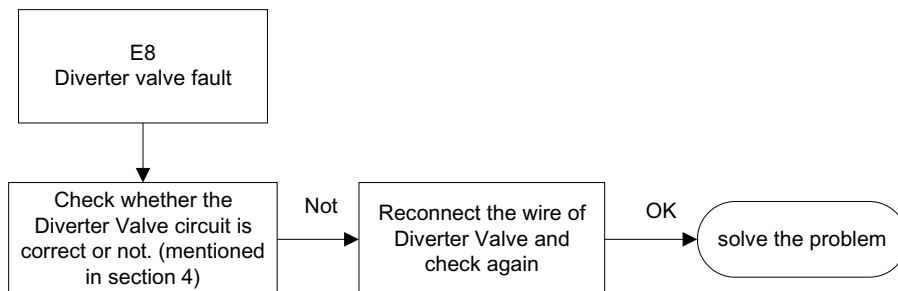 E8
Diverter valve fault
Check whether the
Diverter Valve circuit is
correct or not. (mentioned
in section 4)
Not
Reconnect the wire of
Diverter Valve and
check again
OK
solve the problem